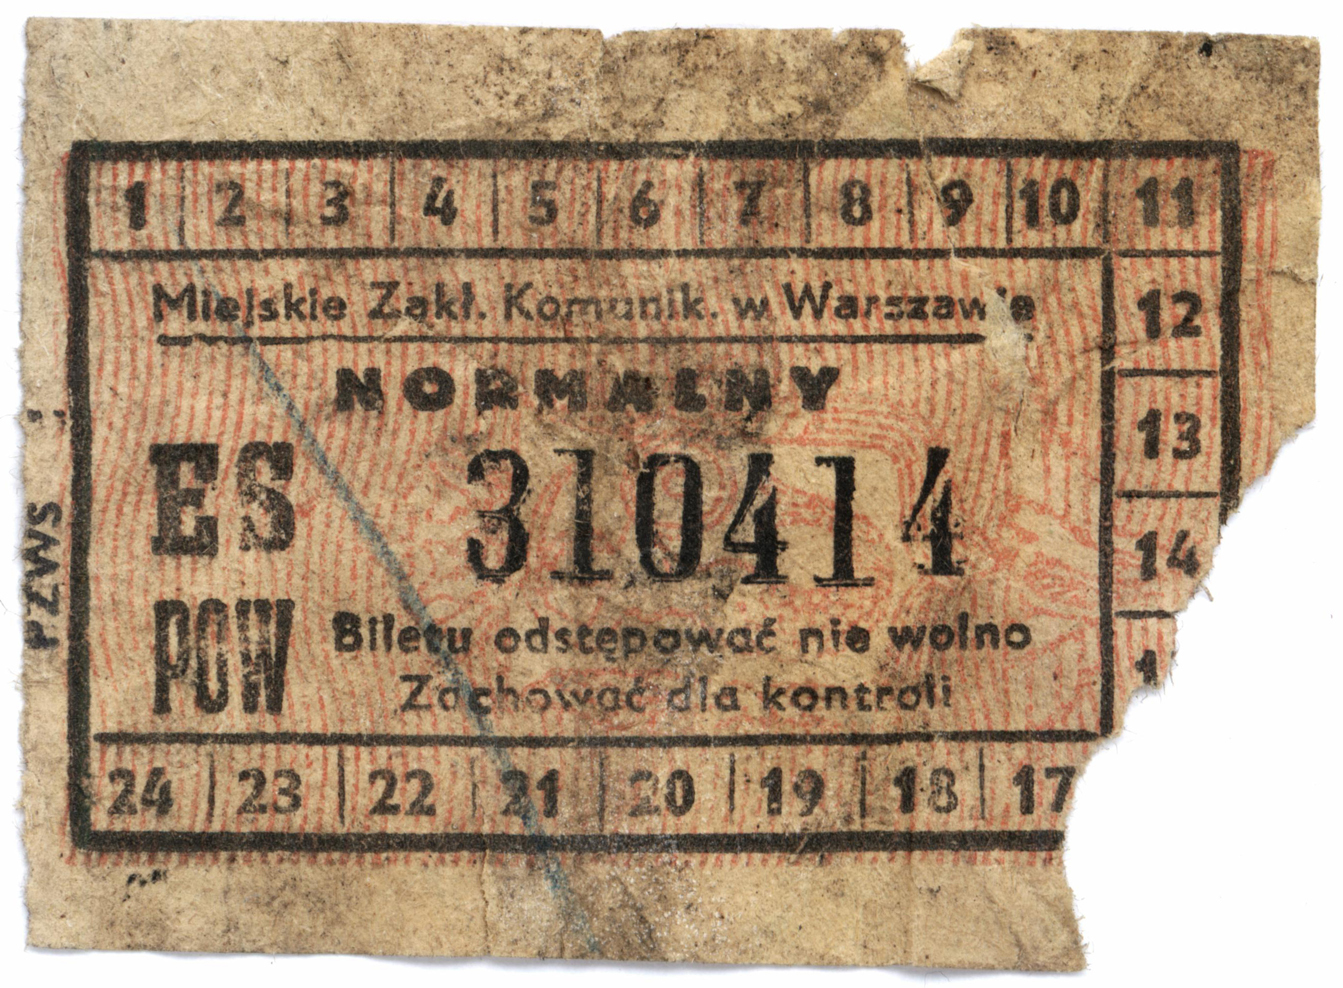 1 2 3 4 5 6 7 8 9 10 11
Miejskie Zakł. Komunik. w Warszawie
12
NORMALNY
13
ES 310414
14
PZWS
POW
Biletu odstępować nie wolno
Zachować dla kontroli
24 23 22 21 20 19 18 17